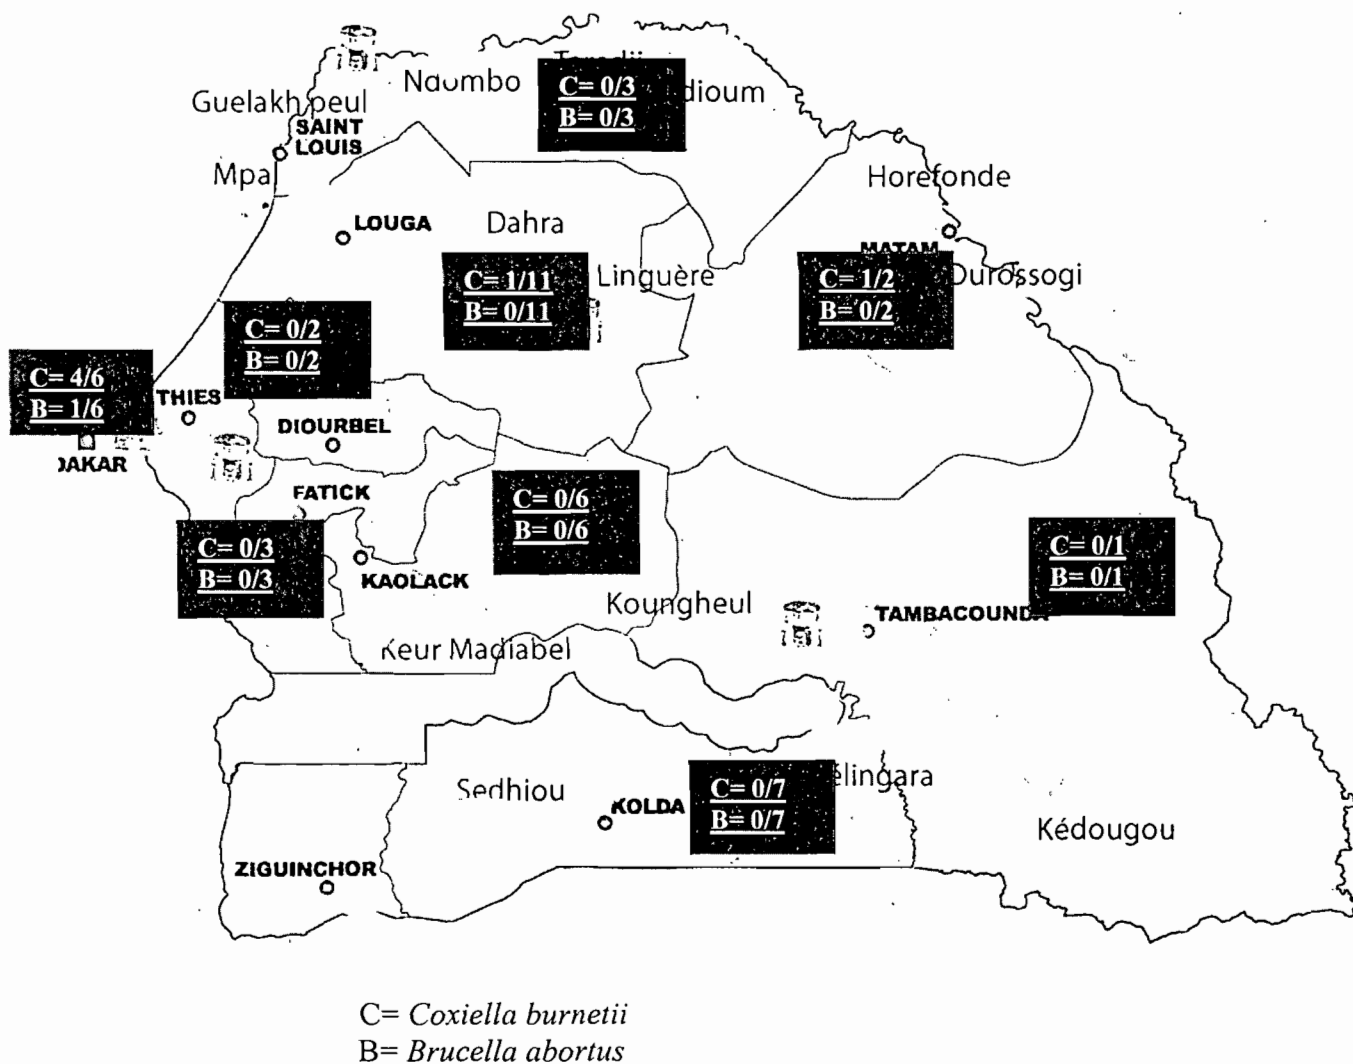 Ndombo
C= 0/3
B= 0/3
Guelakh peul
SAINT
LOUIS
Mpal
Horefonde
LOUGA
Dahra
MATAM
Ourossogi
C= 1/11
B= 0/11
Linguère
C= 1/2
B= 0/2
C= 0/2
B= 0/2
C= 4/6
B= 1/6
THIES
DIOURBEL
DAKAR
FATICK
C= 0/6
B= 0/6
C= 0/3
B= 0/3
KAOLACK
C= 0/1
B= 0/1
Koungheul
TAMBACOUNDA
Keur Madiabel
Sedhiou
KOLDA
C= 0/7
B= 0/7
élingara
Kédougou
ZIGUINCHOR
C= Coxiella burnetii
B= Brucella abortus